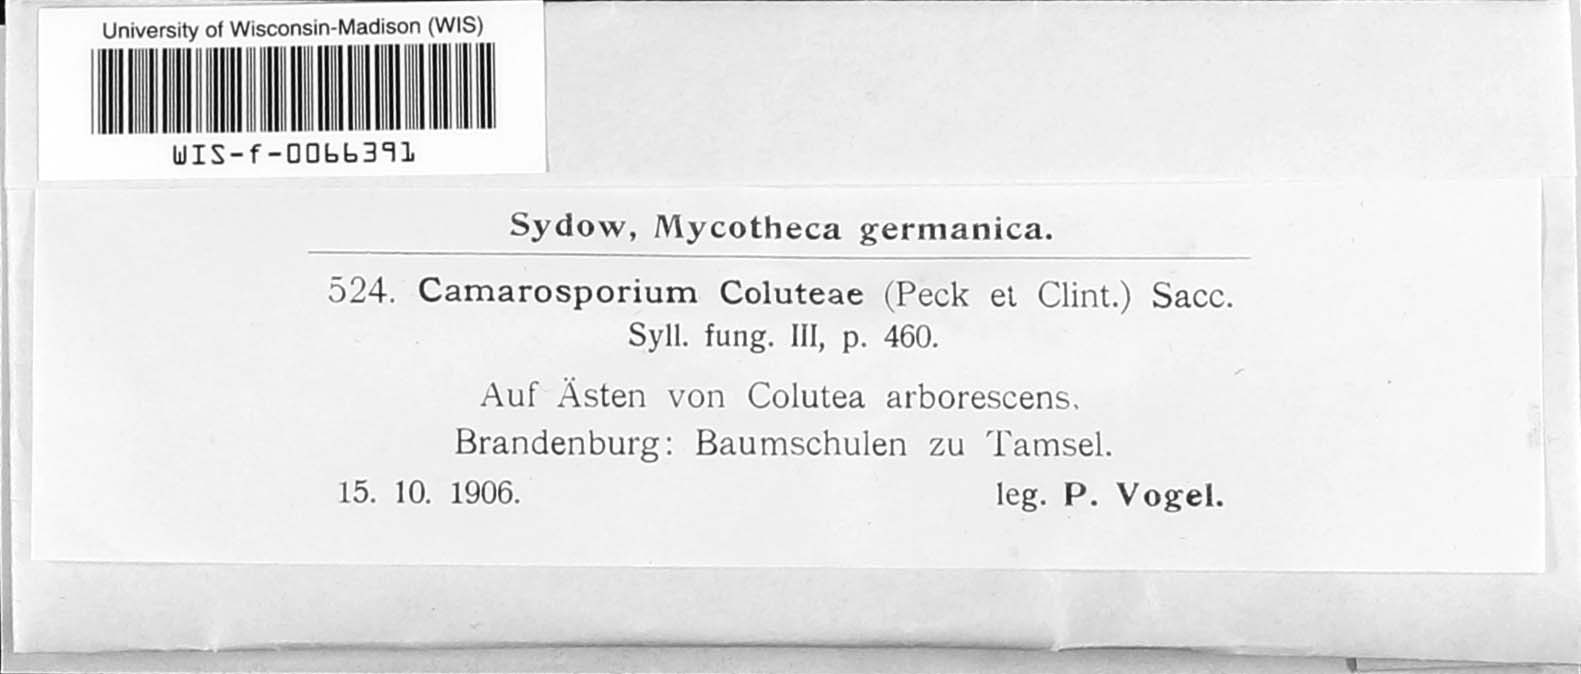 University of Wisconsin-Madison (WIS)
WIS-f-0066391
Sydow, Mycotheca germanica.
524. Camarosporium Coluteae (Peck et Clint.) Sacc.
Syll. fung. III, p. 460.
Auf Ästen von Colutea arborescens.
Brandenburg: Baumschulen zu Tamsel.
15. 10. 1906. leg. P. Vogel.